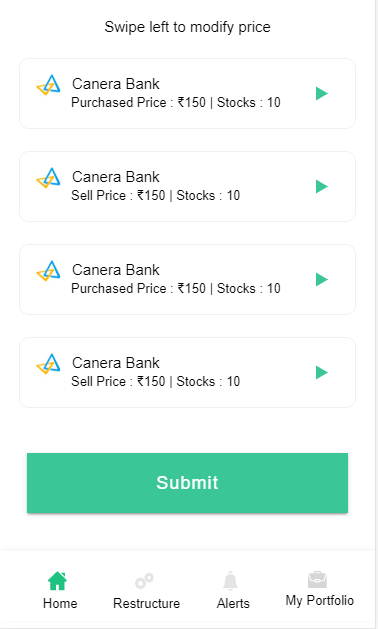 Swipe left to modify price
Canera Bank
Purchased Price : ₹150 | Stocks : 10
Canera Bank
Sell Price : ₹150 | Stocks : 10
Canera Bank
Purchased Price : ₹150 | Stocks : 10
Canera Bank
Sell Price : ₹150 | Stocks : 10
Submit
Home Restructure Alerts My Portfolio